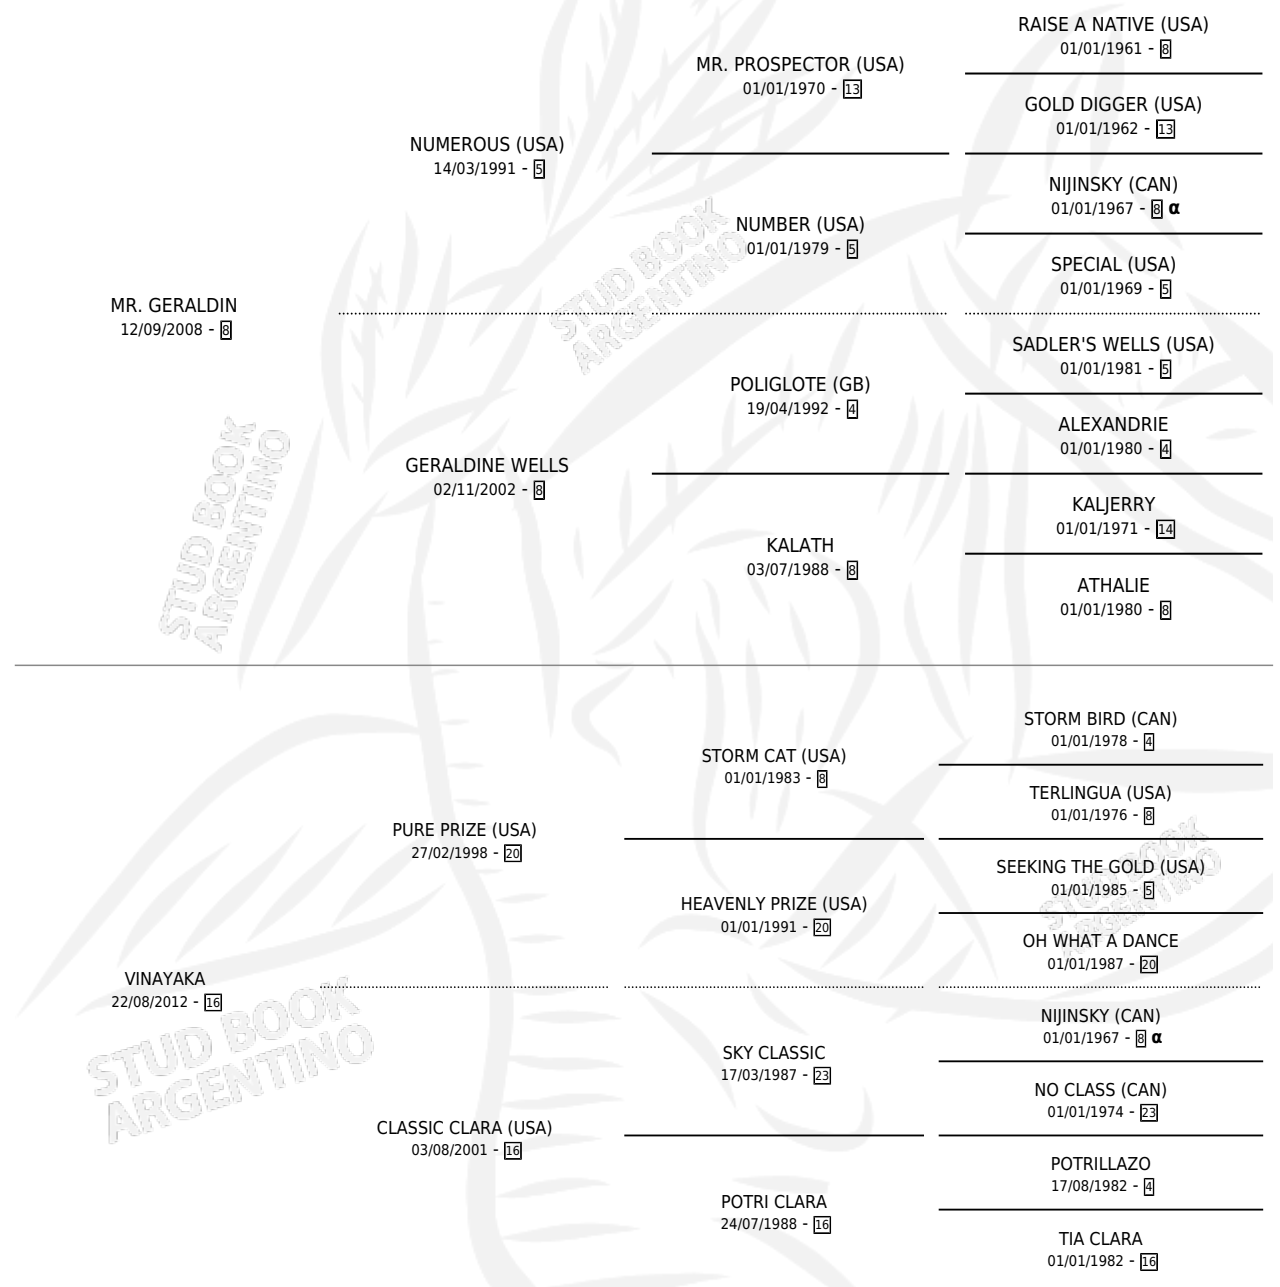 RAISE A NATIVE (USA)
01/01/1961 - 8
MR. PROSPECTOR (USA)
01/01/1970 - 13
GOLD DIGGER (USA)
01/01/1962 - 13
NUMEROUS (USA)
14/03/1991 - 5
NIJINSKY (CAN)
01/01/1967 - 8 α
NUMBER (USA)
01/01/1979 - 5
SPECIAL (USA)
01/01/1969 - 5
MR. GERALDIN
12/09/2008 - 8
SADLER'S WELLS (USA)
01/01/1981 - 5
POLIGLOTE (GB)
19/04/1992 - 4
ALEXANDRIE
01/01/1980 - 4
GERALDINE WELLS
02/11/2002 - 8
KALJERRY
01/01/1971 - 14
KALATH
03/07/1988 - 8
ATHALIE
01/01/1980 - 8
STORM BIRD (CAN)
01/01/1978 - 4
STORM CAT (USA)
01/01/1983 - 8
TERLINGUA (USA)
01/01/1976 - 8
PURE PRIZE (USA)
27/02/1998 - 20
SEEKING THE GOLD (USA)
01/01/1985 - 5
HEAVENLY PRIZE (USA)
01/01/1991 - 20
OH WHAT A DANCE
01/01/1987 - 20
VINAYAKA
22/08/2012 - 16
NIJINSKY (CAN)
01/01/1967 - 8 α
SKY CLASSIC
17/03/1987 - 23
NO CLASS (CAN)
01/01/1974 - 23
CLASSIC CLARA (USA)
03/08/2001 - 16
POTRILLAZO
17/08/1982 - 4
POTRI CLARA
24/07/1988 - 16
TIA CLARA
01/01/1982 - 16
STUD BOOK
ARGENTINO
STUD BOOK
ARGENTINO
STUD BOOK
ARGENTINO
STUD BOOK
ARGENTINO